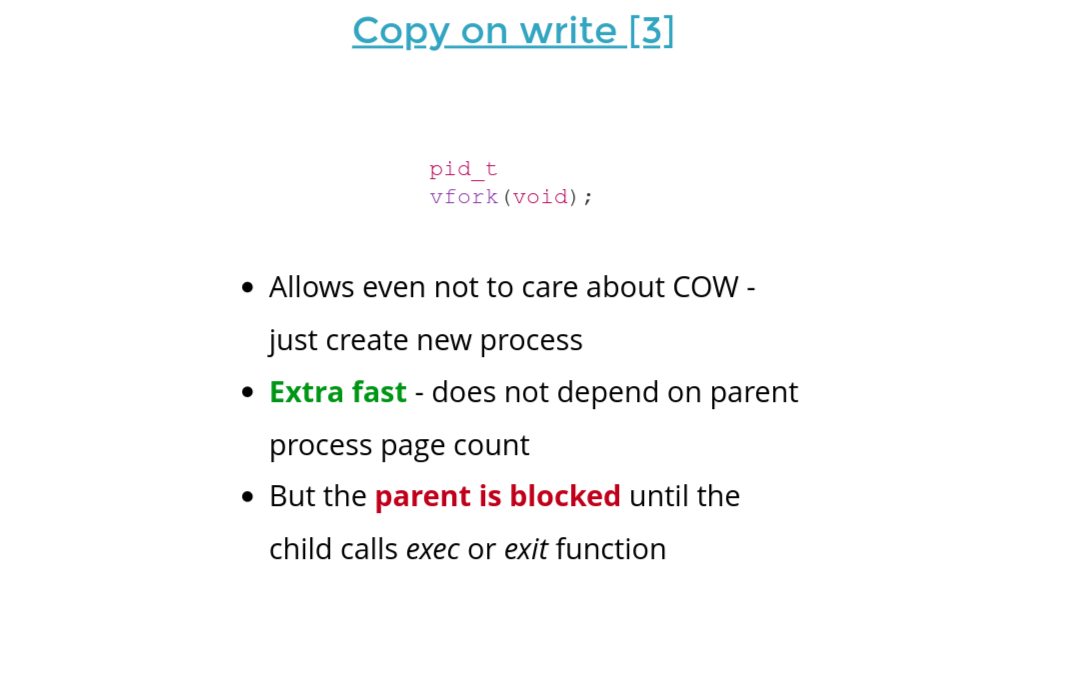 Copy on write [3]
pid_t
vfork(void);
• Allows even not to care about COW -
just create new process
• Extra fast - does not depend on parent
process page count
• But the parent is blocked until the
child calls exec or exit function